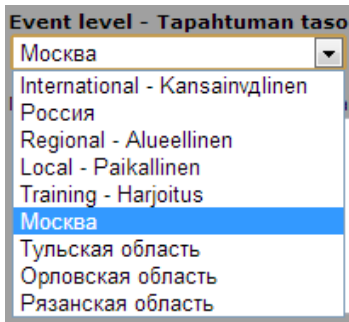 Event level - Tapahtuman taso
Москва
International - Kansainvдlinen
Россия
Regional - Alueellinen
Local - Paikallinen
Training - Harjoitus
Москва
Тульская область
Орловская область
Рязанская область